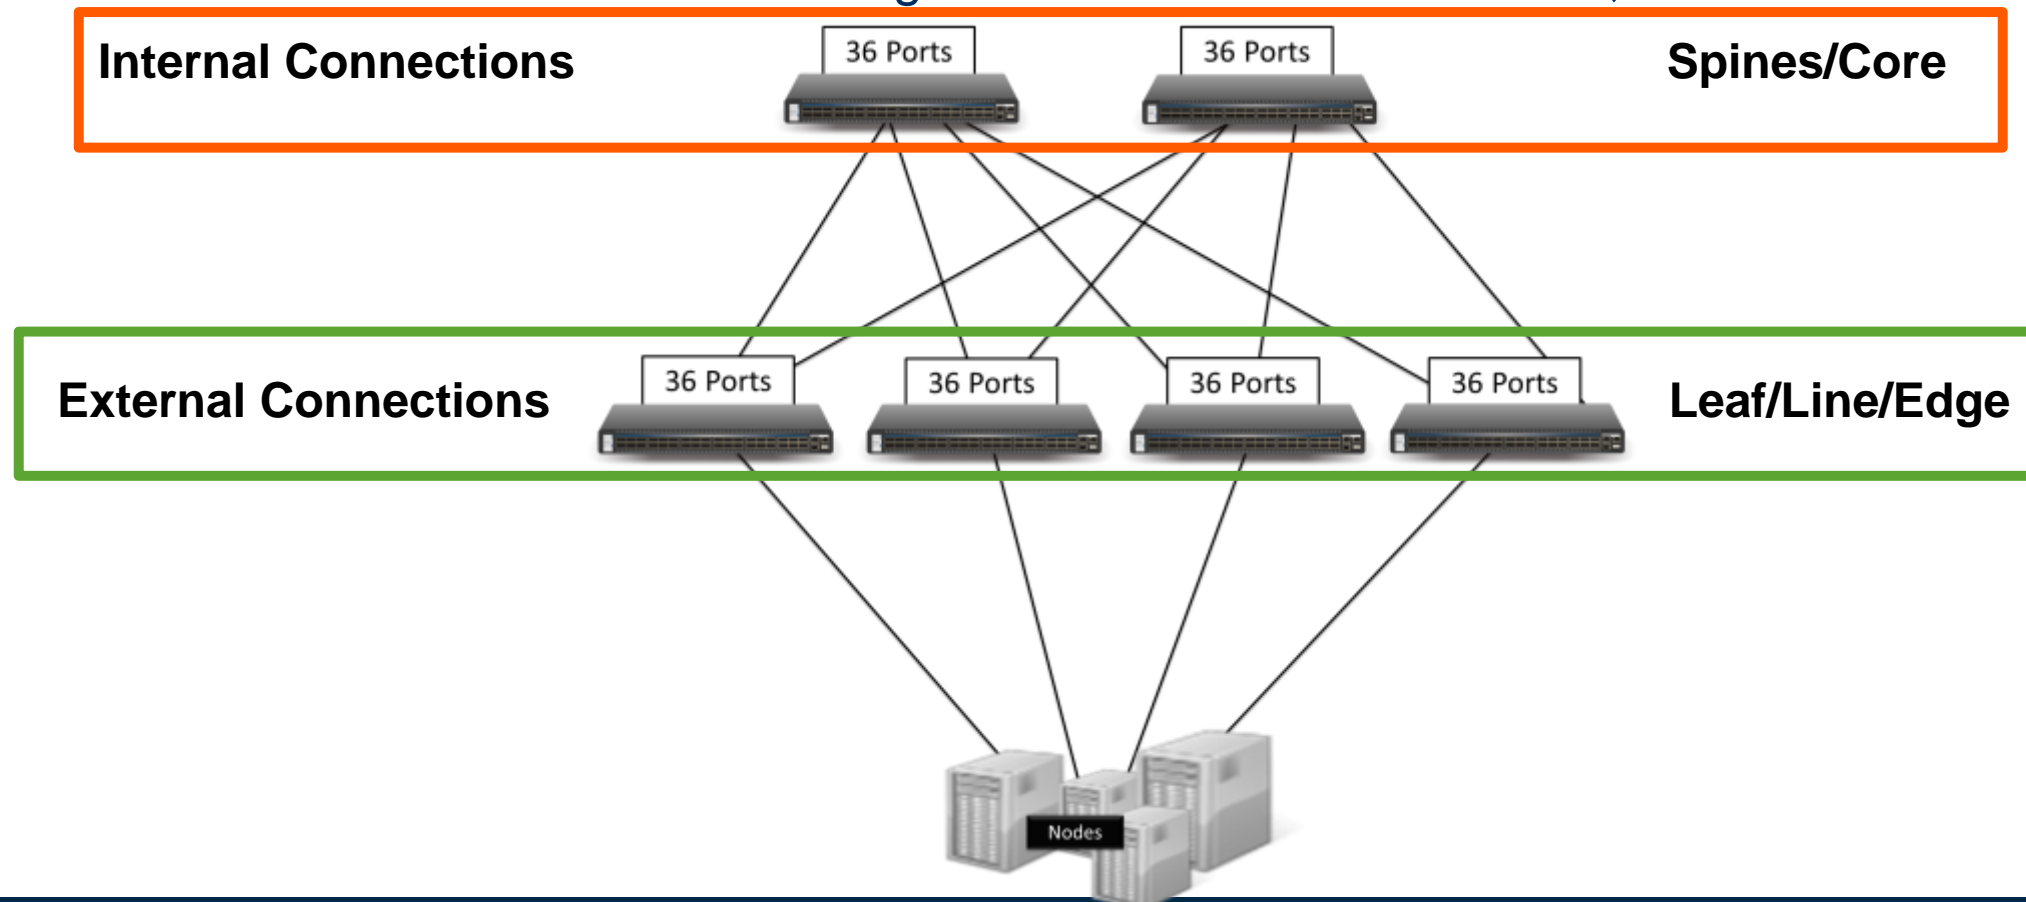 Internal Connections
36 Ports
36 Ports
Spines/Core
External Connections
36 Ports
36 Ports
36 Ports
36 Ports
Leaf/Line/Edge
Nodes